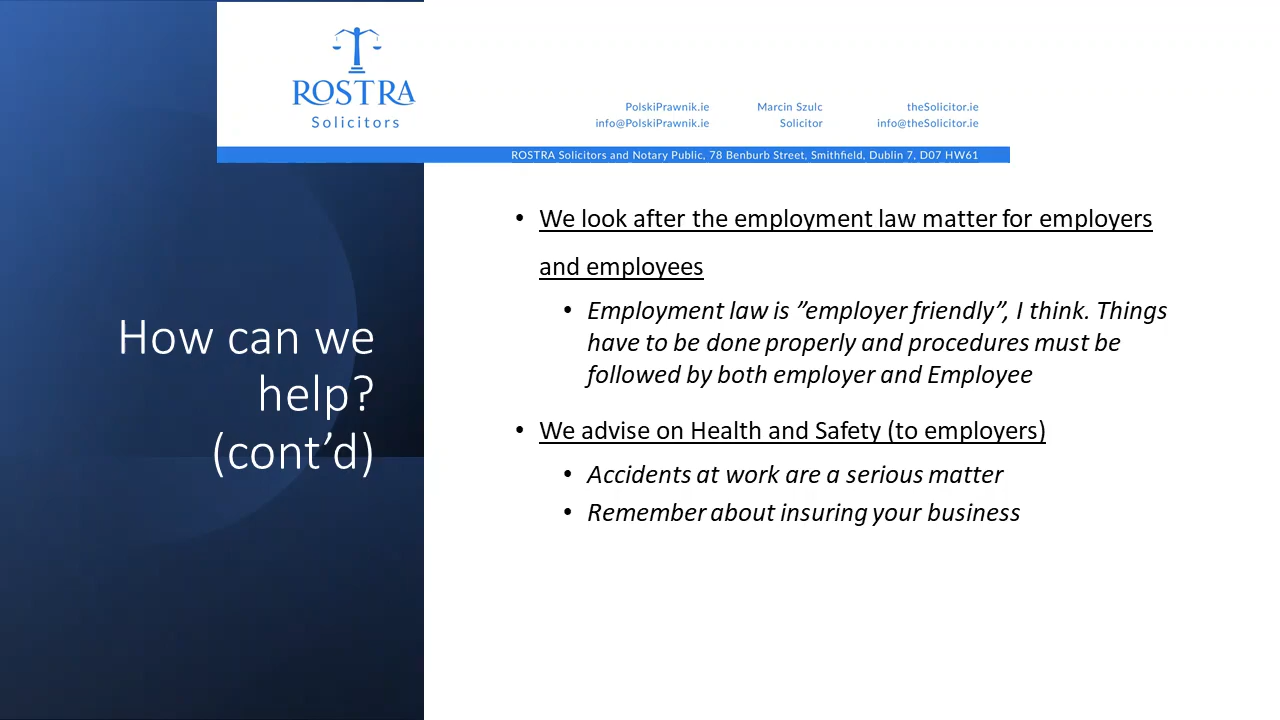 ROSTRA
Solicitors
PolskiPrawnik.ie
info@PolskiPrawnik.ie
Marcin Szulc
Solicitor
theSolicitor.ie
info@theSolicitor.ie
ROSTRA Solicitors and Notary Public, 78 Benburb Street, Smithfield, Dublin 7, D07 HW61
How can we
help?
(cont’d)
• We look after the employment law matter for employers
and employees
• Employment law is ”employer friendly”, I think. Things
have to be done properly and procedures must be
followed by both employer and Employee
• We advise on Health and Safety (to employers)
• Accidents at work are a serious matter
• Remember about insuring your business